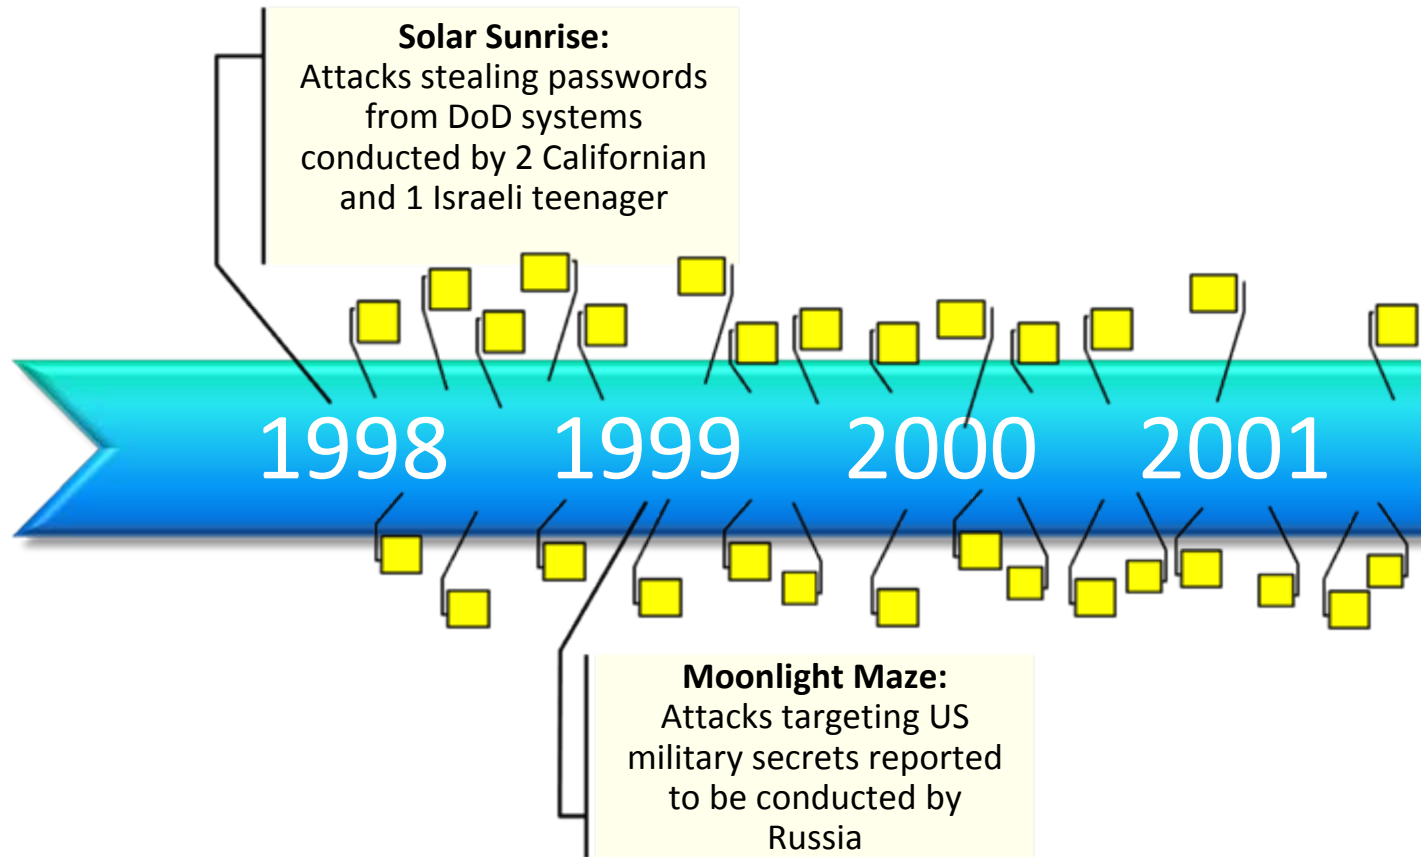 Solar Sunrise:
Attacks stealing passwords
from DoD systems
conducted by 2 Californian
and 1 Israeli teenager
1998 1999 2000 2001
Moonlight Maze:
Attacks targeting US
military secrets reported
to be conducted by
Russia